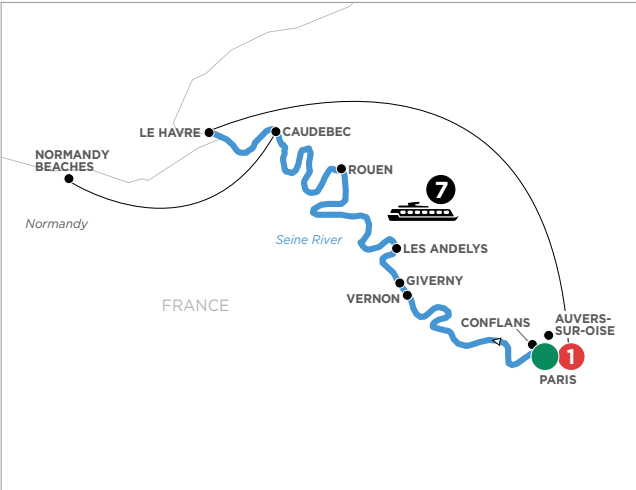 LE HAVRE
CAUDEBEC
NORMANDY
BEACHES
ROUEN
7
Normandy
Seine River
LES ANDELYS
GIVERNY
VERNON
FRANCE
CONFLANS
AUVERS-
SUR-OISE
1
PARIS